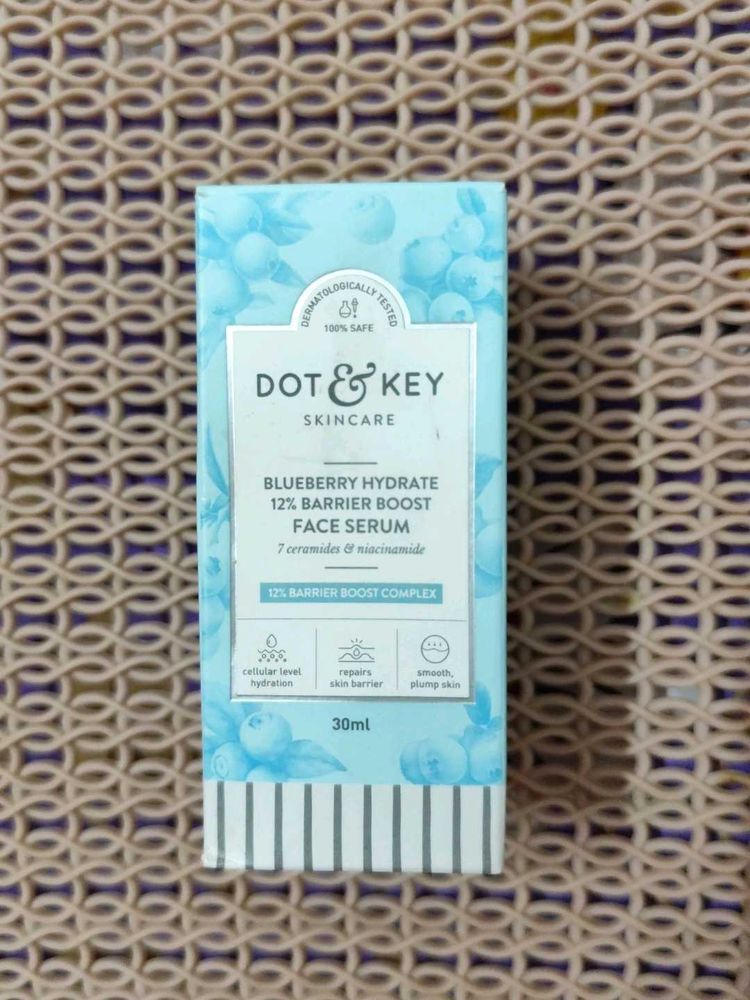 DERMATOLOGICALLY TESTED
100% SAFE
DOT & KEY
SKINCARE
BLUEBERRY HYDRATE
12% BARRIER BOOST
FACE SERUM
7 ceramides & niacinamide
12% BARRIER BOOST COMPLEX
cellular level
hydration
repairs
skin barrier
smooth,
plump skin
30ml